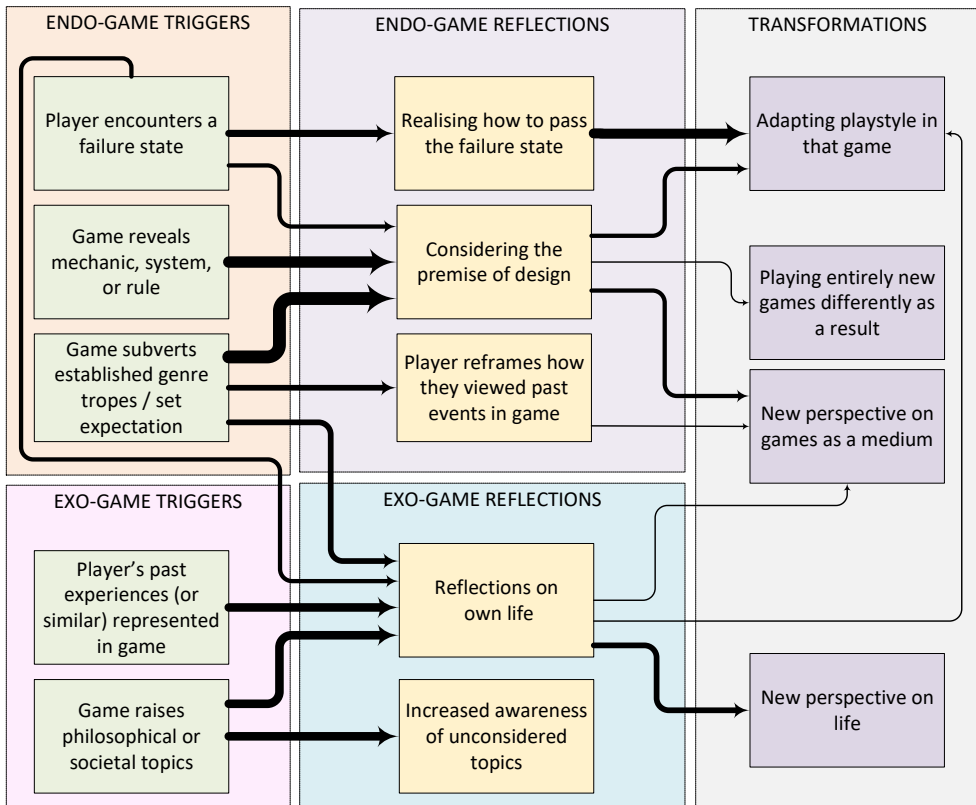 ENDO-GAME TRIGGERS
Player encounters a
failure state
Game reveals
mechanic, system,
or rule
Game subverts
established genre
tropes / set
expectation
ENDO-GAME REFLECTIONS
Realising how to pass
the failure state
Considering the
premise of design
Player reframes how
they viewed past
events in game
TRANSFORMATIONS
Adapting playstyle in
that game
Playing entirely new
games differently as
a result
New perspective on
games as a medium
New perspective on
life
EXO-GAME TRIGGERS
Player’s past
experiences (or
similar) represented
in game
Game raises
philosophical or
societal topics
EXO-GAME REFLECTIONS
Reflections on
own life
Increased awareness
of unconsidered
topics